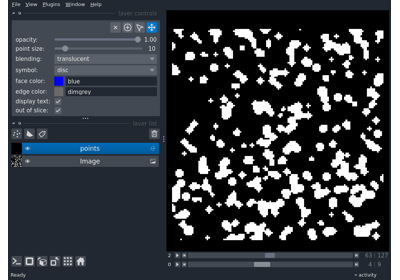 File View Plugins Window Help
layer controls
opacity: 1.00
point size: 10
blending: translucent
symbol: disc
face color: blue
edge color: dimgrey
display text:
out of slice:
layer list
points
Image
2 63 127
0 4 9
Ready
activity